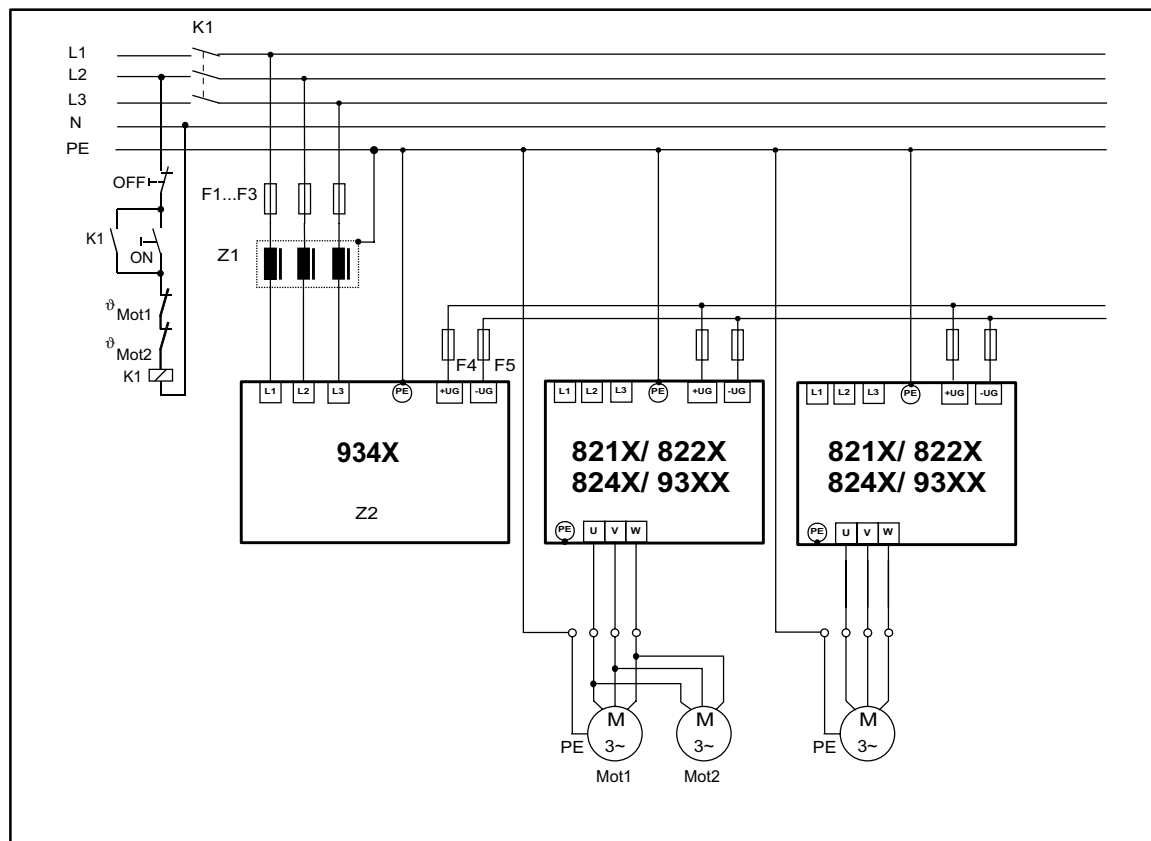 K1
L1
L2
L3
N
PE
OFF
F1...F3
K1
ON
Z1
ϑ Mot1
ϑ Mot2
K1
F4 F5
L1 L2 L3 PE +UG -UG
L1 L2 L3 PE +UG -UG
L1 L2 L3 PE +UG -UG
934X
Z2
821X/ 822X
824X/ 93XX
821X/ 822X
824X/ 93XX
PE U V W
PE U V W
PE
M
3~
Mot1
M
3~
Mot2
PE
M
3~